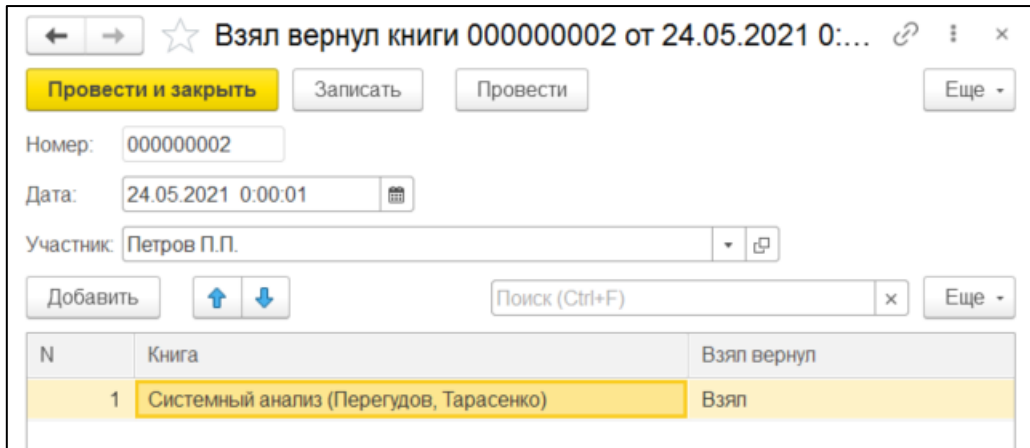 Взял вернул книги 000000002 от 24.05.2021 0:...
Провести и закрыть Записать Провести Еще
Номер: 000000002
Дата: 24.05.2021 0:00:01
Участник: Петров П.П.
Добавить Поиск (Ctrl+F) Еще
N Книга Взял вернул
1 Системный анализ (Перегудов, Тарасенко) Взял